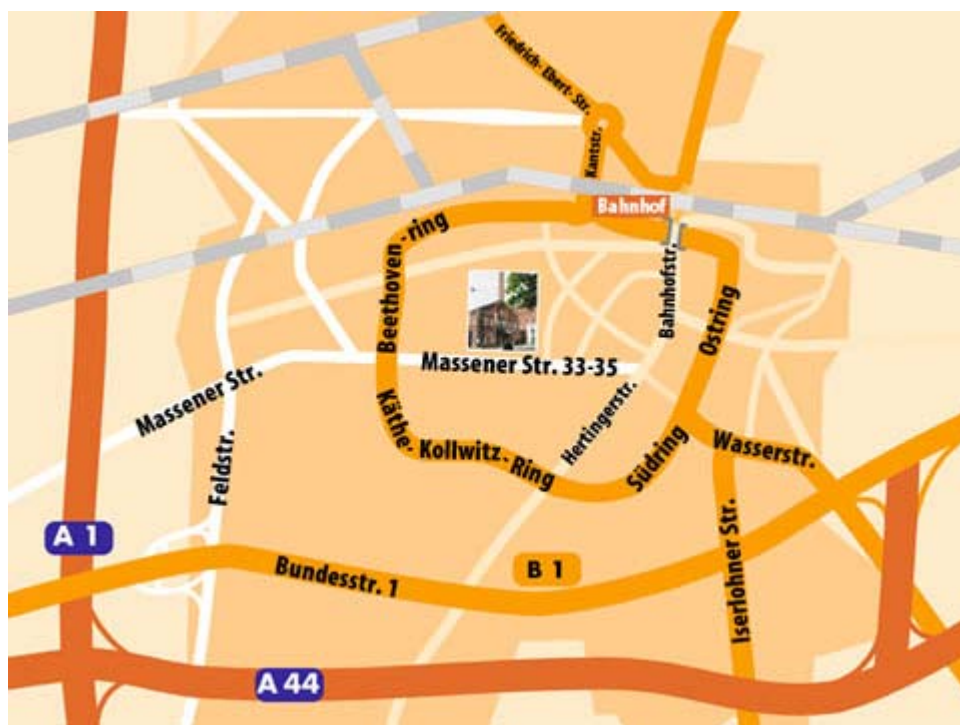 Friedrich-Ebert-Str.
Kantstr.
Bahnhof
Beethoven-ring
Bahnhofstr.
Ostring
Massener Str. 33-35
Massener Str.
Käthe-Kollwitz-Ring
Hertingerstr.
Südring
Wasserstr.
Feldstr.
A 1
B 1
Bundesstr. 1
Iserlohner Str.
A 44